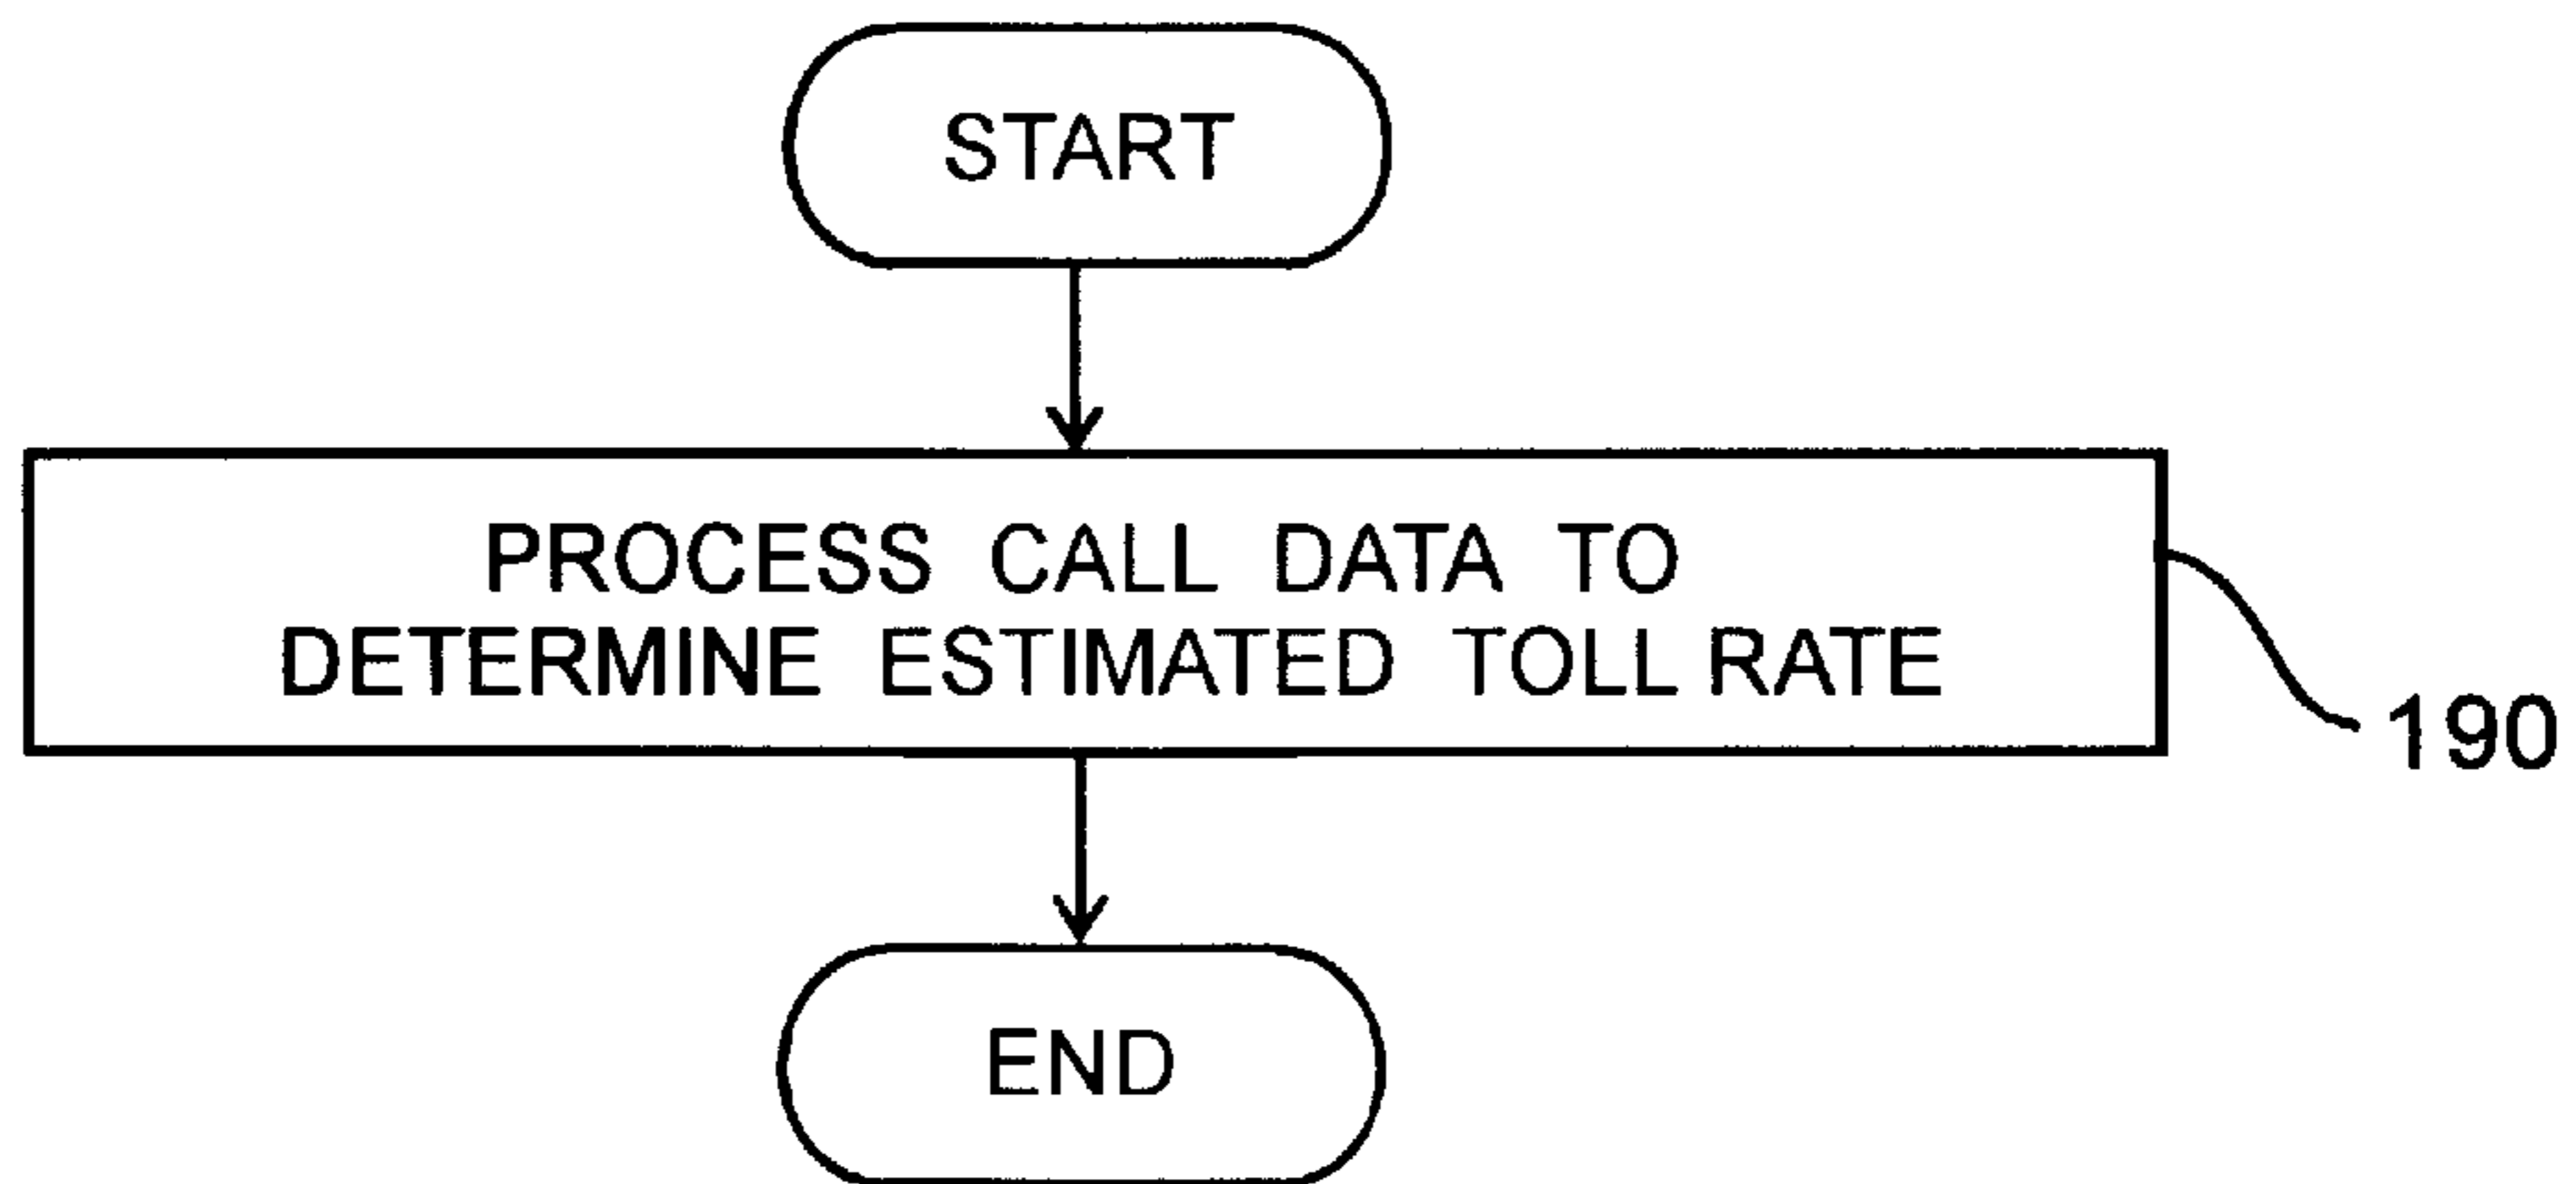 START
PROCESS CALL DATA TO
DETERMINE ESTIMATED TOLL RATE
190
END